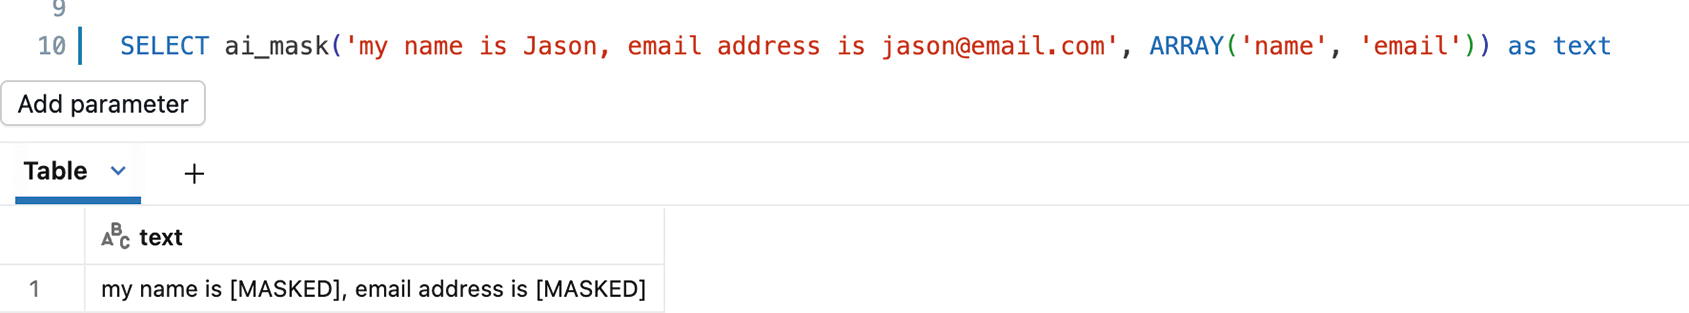 9
10 SELECT ai_mask('my name is Jason, email address is jason@email.com', ARRAY('name', 'email')) as text
Add parameter
Table +
ABC text
1 my name is [MASKED], email address is [MASKED]